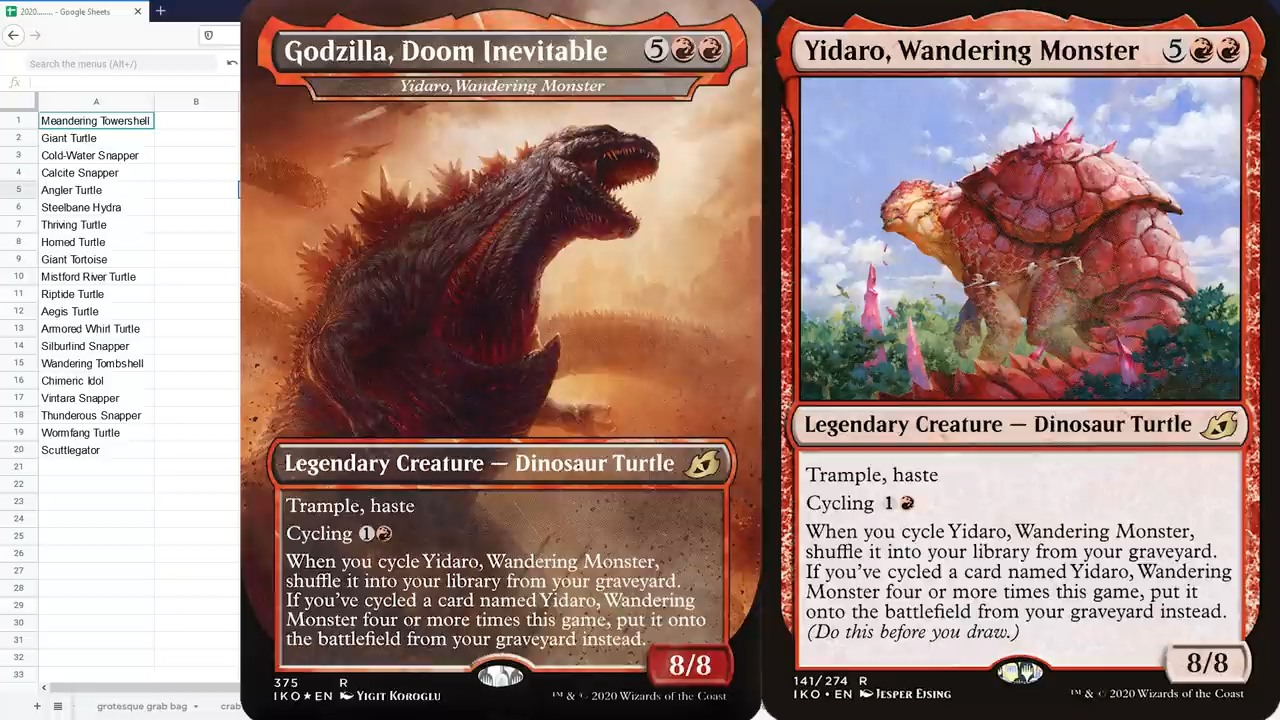 2020........ - Google Sheets
Search the menus (Alt+/)
fx
A B
1 Meandering Towershell
2 Giant Turtle
3 Cold-Water Snapper
4 Calcite Snapper
5 Angler Turtle
6 Steelbane Hydra
7 Thriving Turtle
8 Horned Turtle
9 Giant Tortoise
10 Mistford River Turtle
11 Riptide Turtle
12 Aegis Turtle
13 Armored Whirl Turtle
14 Silburlind Snapper
15 Wandering Tombshell
16 Chimeric Idol
17 Vintara Snapper
18 Thunderous Snapper
19 Wormfang Turtle
20 Scuttlegator
21
22
23
24
25
26
27
28
29
30
31
32
33
grotesque grab bag
crab
Godzilla, Doom Inevitable 5
Yidaro, Wandering Monster
Legendary Creature — Dinosaur Turtle
Trample, haste
Cycling 1
When you cycle Yidaro, Wandering Monster,
shuffle it into your library from your graveyard.
If you've cycled a card named Yidaro, Wandering
Monster four or more times this game, put it onto
the battlefield from your graveyard instead.
8/8
375 R
IKO ★ EN YIGIT KOROGLU
™ & © 2020 Wizards of the Coast
Yidaro, Wandering Monster 5
Legendary Creature — Dinosaur Turtle
Trample, haste
Cycling 1
When you cycle Yidaro, Wandering Monster,
shuffle it into your library from your graveyard.
If you've cycled a card named Yidaro, Wandering
Monster four or more times this game, put it
onto the battlefield from your graveyard instead.
(Do this before you draw.)
8/8
141/274 R
IKO • EN JESPER EJSING
™ & © 2020 Wizards of the Coast